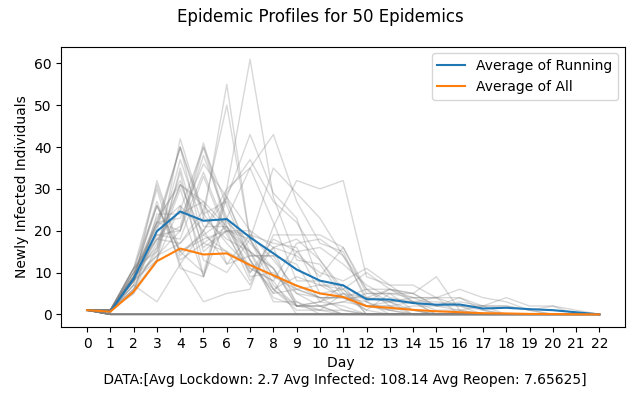 Epidemic Profiles for 50 Epidemics
Average of Running
Average of All
Newly Infected Individuals
60
50
40
30
20
10
0
0 1 2 3 4 5 6 7 8 9 10 11 12 13 14 15 16 17 18 19 20 21 22
Day
DATA:[Avg Lockdown: 2.7 Avg Infected: 108.14 Avg Reopen: 7.65625]